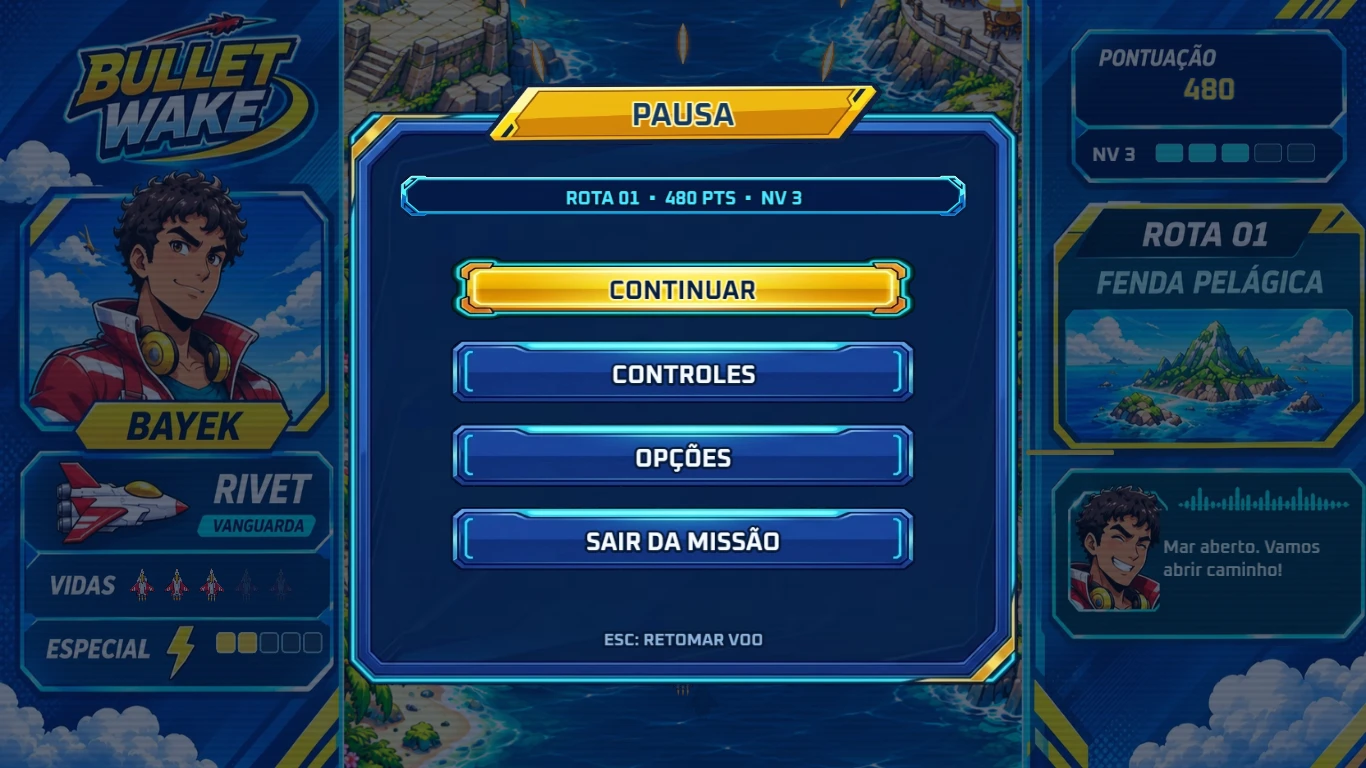 BULLET
WAKE
BAYEK
RIVET
VANGUARDA
VIDAS
ESPECIAL
PAUSA
ROTA 01 ▪ 480 PTS ▪ NV 3
CONTINUAR
CONTROLES
OPÇÕES
SAIR DA MISSÃO
ESC: RETOMAR VOO
PONTUAÇÃO
480
NV 3
ROTA 01
FENDA PELÁGICA
Mar aberto. Vamos
abrir caminho!